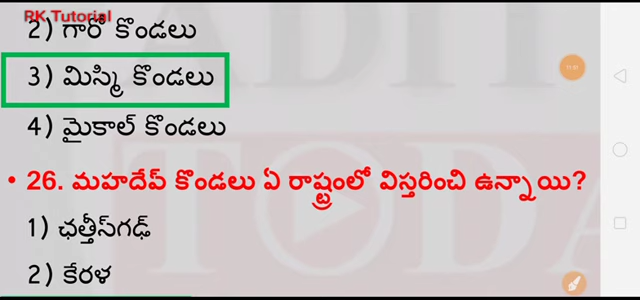 RK Tutorial
2) గారో కొండలు
3) మిస్మి కొండలు
4) మైకాల్ కొండలు
• 26. మహదేప్ కొండలు ఏ రాష్ట్రంలో విస్తరించి ఉన్నాయి?
1) ఛత్తీస్‌గఢ్
2) కేరళ